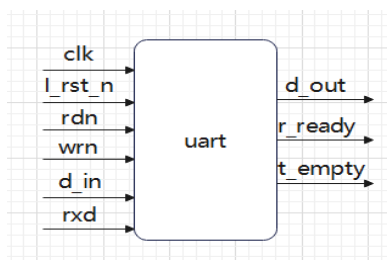 clk
l_rst_n
rdn
wrn
d_in
rxd
uart
d_out
r_ready
t_empty